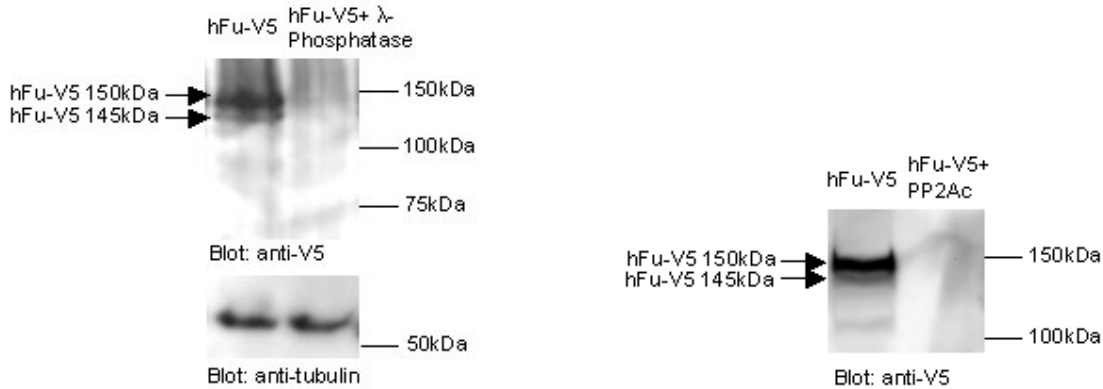 hFu-V5
hFu-V5+ λ-
Phosphatase
hFu-V5 150kDa
hFu-V5 145kDa
150kDa
100kDa
75kDa
Blot: anti-V5
50kDa
Blot: anti-tubulin
hFu-V5
hFu-V5+
PP2Ac
hFu-V5 150kDa
hFu-V5 145kDa
150kDa
100kDa
Blot: anti-V5